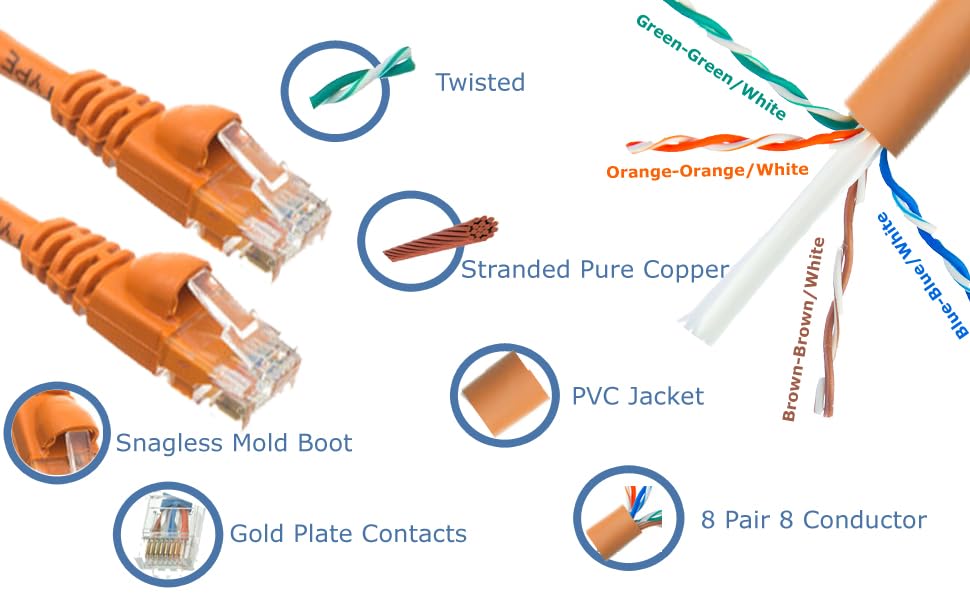 TYPE
TYPE
Twisted
Green-Green/White
Orange-Orange/White
Blue-Blue/White
Brown-Brown/White
Stranded Pure Copper
PVC Jacket
Snagless Mold Boot
Gold Plate Contacts
8 Pair 8 Conductor